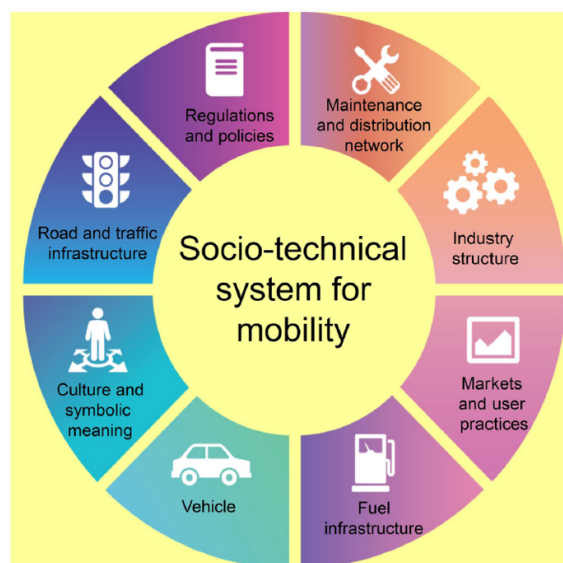 Socio-technical
system for
mobility
Maintenance
and distribution
network
Industry
structure
Markets
and user
practices
Fuel
infrastructure
Vehicle
Culture and
symbolic
meaning
Road and traffic
infrastructure
Regulations
and policies